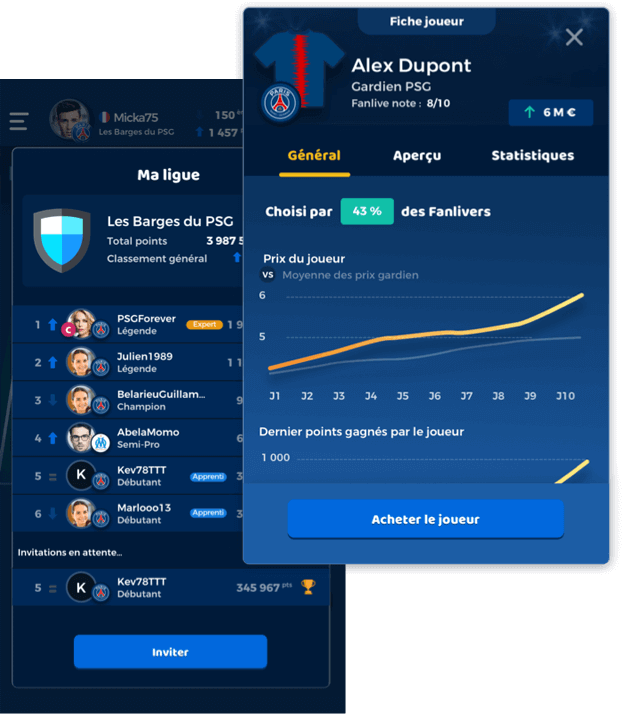 Fiche joueur
Alex Dupont
Gardien PSG
Fanlive note : 8/10
6 M €
Général Aperçu Statistiques
Choisi par 43 % des Fanlivers
Prix du joueur
VS Moyenne des prix gardien
6
5
J1 J2 J3 J4 J5 J6 J7 J8 J9 J10
Dernier points gagnés par le joueur
1 000
Acheter le joueur
PARIS
Micka75 150
Les Barges du PSG 1 457
Ma ligue
Les Barges du PSG
Total points 3 987 5
Classement général
1 PSGForever Expert 1 9
C
Légende
2 Julien1989 1 1
Légende
3 BelarieuGuillam... 9
Champion
4 AbelaMomo 6
Semi-Pro
5 = K Kev78TTT Apprenti 3
Débutant
6 Marlooo13 Apprenti 3
Débutant
Invitations en attente...
5 = K Kev78TTT 345 967 pts
Débutant
Inviter